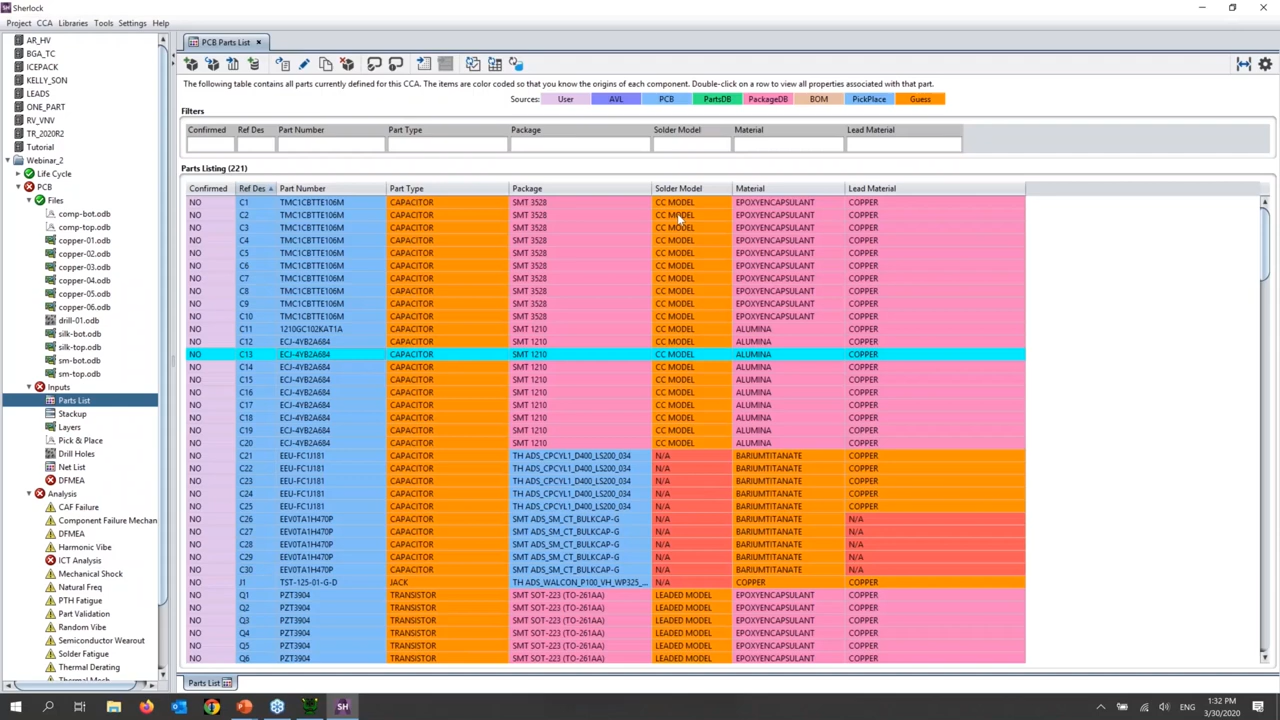 Sherlock
Project CCA Libraries Tools Settings Help
AR_HV
BGA_TC
ICEPACK
KELLY_SON
LEADS
ONE_PART
RV_VNV
TR_2020R2
Tutorial
Webinar_2
Life Cycle
PCB
Files
comp-bot.odb
comp-top.odb
copper-01.odb
copper-02.odb
copper-03.odb
copper-04.odb
copper-05.odb
copper-06.odb
drill-01.odb
silk-bot.odb
silk-top.odb
sm-bot.odb
sm-top.odb
Inputs
Parts List
Stackup
Layers
Pick & Place
Drill Holes
Net List
DFMEA
Analysis
CAF Failure
Component Failure Mechan
DFMEA
Harmonic Vibe
ICT Analysis
Mechanical Shock
Natural Freq
PTH Fatigue
Part Validation
Random Vibe
Semiconductor Wearout
Solder Fatigue
Thermal Derating
Thermal Mech
PCB Parts List
The following table contains all parts currently defined for this CCA. The items are color coded so that you know the origins of each component. Double-click on a row to view all properties associated with that part.
Sources: User AVL PCB PartsDB PackageDB BOM PickPlace Guess
Filters
Confirmed Ref Des Part Number Part Type Package Solder Model Material Lead Material
Parts Listing (221)
Confirmed Ref Des Part Number Part Type Package Solder Model Material Lead Material
NO C1 TMC1CBTTE106M CAPACITOR SMT 3528 CC MODEL EPOXYENCAPSULANT COPPER
NO C2 TMC1CBTTE106M CAPACITOR SMT 3528 CC MODEL EPOXYENCAPSULANT COPPER
NO C3 TMC1CBTTE106M CAPACITOR SMT 3528 CC MODEL EPOXYENCAPSULANT COPPER
NO C4 TMC1CBTTE106M CAPACITOR SMT 3528 CC MODEL EPOXYENCAPSULANT COPPER
NO C5 TMC1CBTTE106M CAPACITOR SMT 3528 CC MODEL EPOXYENCAPSULANT COPPER
NO C6 TMC1CBTTE106M CAPACITOR SMT 3528 CC MODEL EPOXYENCAPSULANT COPPER
NO C7 TMC1CBTTE106M CAPACITOR SMT 3528 CC MODEL EPOXYENCAPSULANT COPPER
NO C8 TMC1CBTTE106M CAPACITOR SMT 3528 CC MODEL EPOXYENCAPSULANT COPPER
NO C9 TMC1CBTTE106M CAPACITOR SMT 3528 CC MODEL EPOXYENCAPSULANT COPPER
NO C10 TMC1CBTTE106M CAPACITOR SMT 3528 CC MODEL EPOXYENCAPSULANT COPPER
NO C11 1210GC102KAT1A CAPACITOR SMT 1210 CC MODEL ALUMINA COPPER
NO C12 ECJ-4YB2A684 CAPACITOR SMT 1210 CC MODEL ALUMINA COPPER
NO C13 ECJ-4YB2A684 CAPACITOR SMT 1210 CC MODEL ALUMINA COPPER
NO C14 ECJ-4YB2A684 CAPACITOR SMT 1210 CC MODEL ALUMINA COPPER
NO C15 ECJ-4YB2A684 CAPACITOR SMT 1210 CC MODEL ALUMINA COPPER
NO C16 ECJ-4YB2A684 CAPACITOR SMT 1210 CC MODEL ALUMINA COPPER
NO C17 ECJ-4YB2A684 CAPACITOR SMT 1210 CC MODEL ALUMINA COPPER
NO C18 ECJ-4YB2A684 CAPACITOR SMT 1210 CC MODEL ALUMINA COPPER
NO C19 ECJ-4YB2A684 CAPACITOR SMT 1210 CC MODEL ALUMINA COPPER
NO C20 ECJ-4YB2A684 CAPACITOR SMT 1210 CC MODEL ALUMINA COPPER
NO C21 EEU-FC1J181 CAPACITOR TH ADS_CPCYL1_D400_LS200_034 N/A BARIUMTITANATE COPPER
NO C22 EEU-FC1J181 CAPACITOR TH ADS_CPCYL1_D400_LS200_034 N/A BARIUMTITANATE COPPER
NO C23 EEU-FC1J181 CAPACITOR TH ADS_CPCYL1_D400_LS200_034 N/A BARIUMTITANATE COPPER
NO C24 EEU-FC1J181 CAPACITOR TH ADS_CPCYL1_D400_LS200_034 N/A BARIUMTITANATE COPPER
NO C25 EEU-FC1J181 CAPACITOR TH ADS_CPCYL1_D400_LS200_034 N/A BARIUMTITANATE COPPER
NO C26 EEV0TA1H470P CAPACITOR SMT ADS_SM_CT_BULKCAP-G N/A BARIUMTITANATE N/A
NO C27 EEV0TA1H470P CAPACITOR SMT ADS_SM_CT_BULKCAP-G N/A BARIUMTITANATE N/A
NO C28 EEV0TA1H470P CAPACITOR SMT ADS_SM_CT_BULKCAP-G N/A BARIUMTITANATE N/A
NO C29 EEV0TA1H470P CAPACITOR SMT ADS_SM_CT_BULKCAP-G N/A BARIUMTITANATE N/A
NO C30 EEV0TA1H470P CAPACITOR SMT ADS_SM_CT_BULKCAP-G N/A BARIUMTITANATE N/A
NO J1 TST-125-01-G-D JACK TH ADS_WALCON_P100_VH_WP325_... N/A COPPER COPPER
NO Q1 PZT3904 TRANSISTOR SMT SOT-223 (TO-261AA) LEADED MODEL EPOXYENCAPSULANT COPPER
NO Q2 PZT3904 TRANSISTOR SMT SOT-223 (TO-261AA) LEADED MODEL EPOXYENCAPSULANT COPPER
NO Q3 PZT3904 TRANSISTOR SMT SOT-223 (TO-261AA) LEADED MODEL EPOXYENCAPSULANT COPPER
NO Q4 PZT3904 TRANSISTOR SMT SOT-223 (TO-261AA) LEADED MODEL EPOXYENCAPSULANT COPPER
NO Q5 PZT3904 TRANSISTOR SMT SOT-223 (TO-261AA) LEADED MODEL EPOXYENCAPSULANT COPPER
NO Q6 PZT3904 TRANSISTOR SMT SOT-223 (TO-261AA) LEADED MODEL EPOXYENCAPSULANT COPPER
Parts List
1:32 PM
3/30/2020